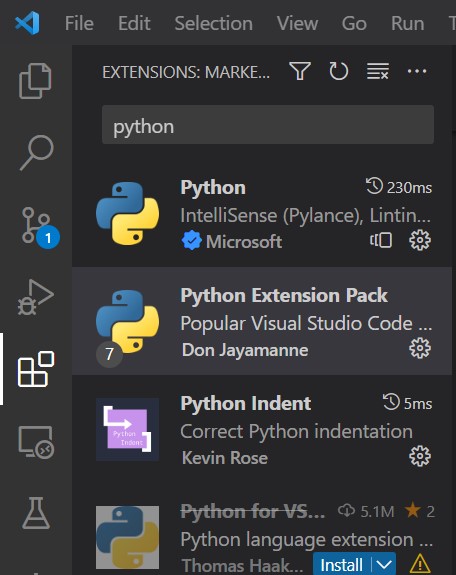 File Edit Selection View Go Run
EXTENSIONS: MARKE...
python
Python 230ms
IntelliSense (Pylance), Lintin...
Microsoft
1
Python Extension Pack
Popular Visual Studio Code ...
7 Don Jayamanne
Python Indent 5ms
Python
Indent
Correct Python indentation
Kevin Rose
Python for VS... 5.1M 2
Python language extension ...
Thomas Haak... Install